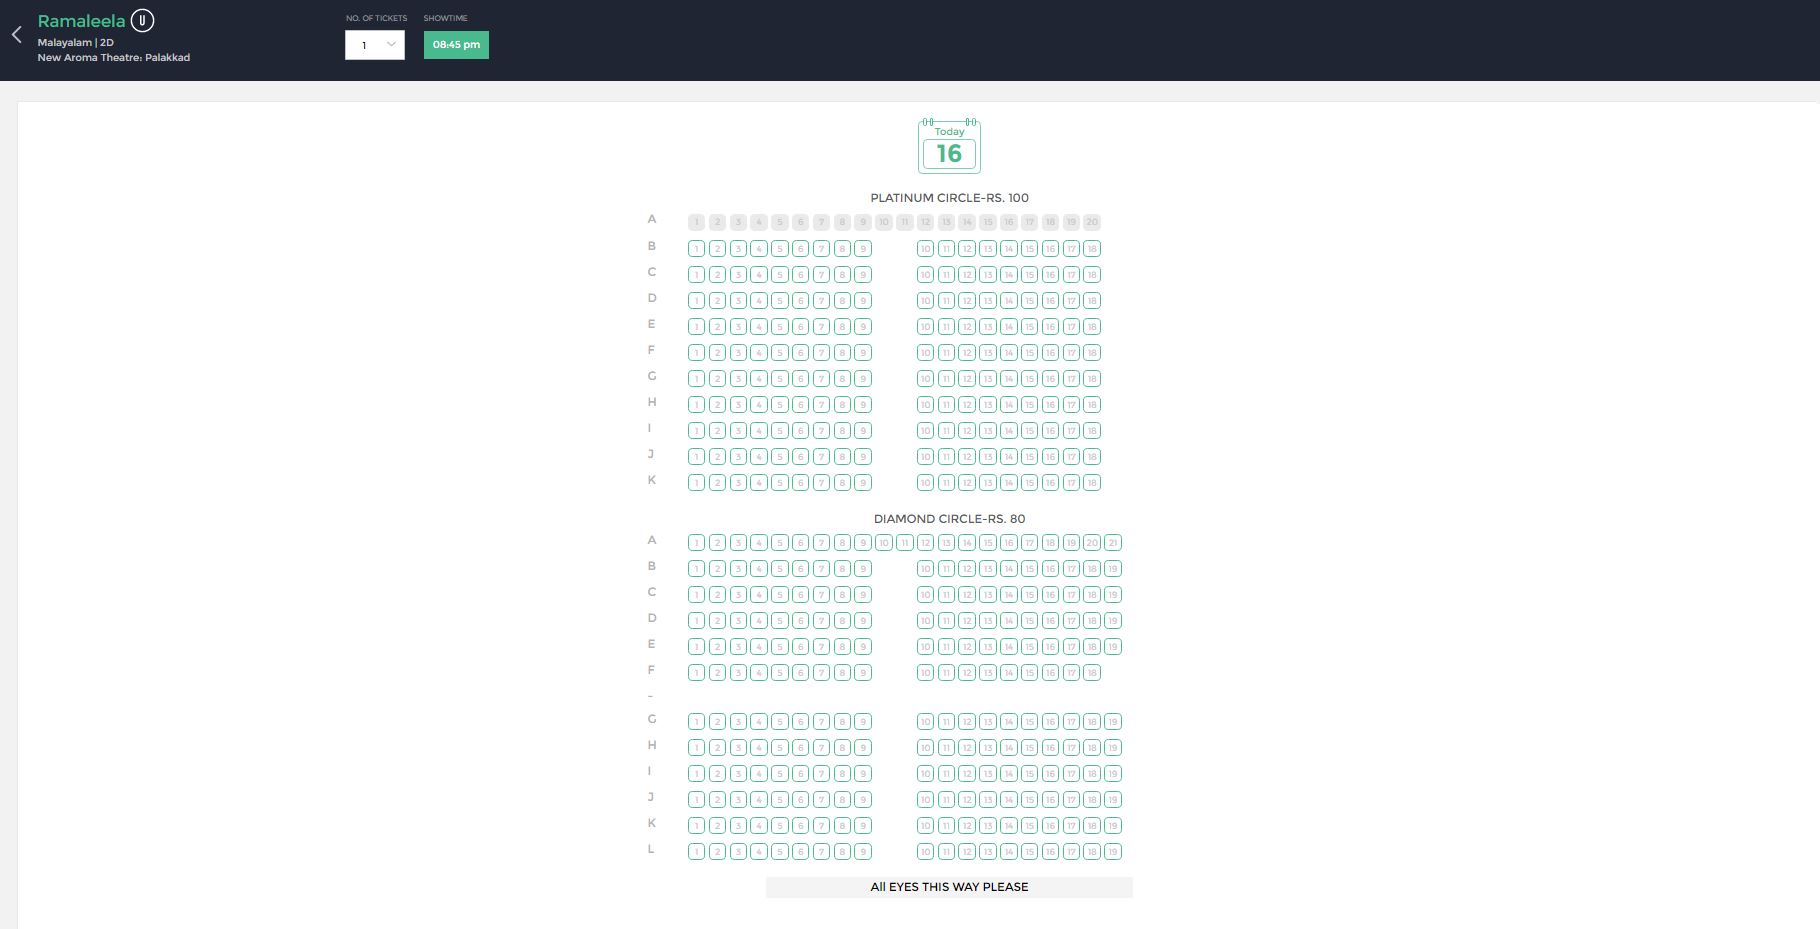 Ramaleela U
Malayalam | 2D
New Aroma Theatre: Palakkad
NO. OF TICKETS SHOWTIME
1 08:45 pm
Today
16
PLATINUM CIRCLE-RS. 100
A 1 2 3 4 5 6 7 8 9 10 11 12 13 14 15 16 17 18 19 20
B 1 2 3 4 5 6 7 8 9 10 11 12 13 14 15 16 17 18
C 1 2 3 4 5 6 7 8 9 10 11 12 13 14 15 16 17 18
D 1 2 3 4 5 6 7 8 9 10 11 12 13 14 15 16 17 18
E 1 2 3 4 5 6 7 8 9 10 11 12 13 14 15 16 17 18
F 1 2 3 4 5 6 7 8 9 10 11 12 13 14 15 16 17 18
G 1 2 3 4 5 6 7 8 9 10 11 12 13 14 15 16 17 18
H 1 2 3 4 5 6 7 8 9 10 11 12 13 14 15 16 17 18
I 1 2 3 4 5 6 7 8 9 10 11 12 13 14 15 16 17 18
J 1 2 3 4 5 6 7 8 9 10 11 12 13 14 15 16 17 18
K 1 2 3 4 5 6 7 8 9 10 11 12 13 14 15 16 17 18
DIAMOND CIRCLE-RS. 80
A 1 2 3 4 5 6 7 8 9 10 11 12 13 14 15 16 17 18 19 20 21
B 1 2 3 4 5 6 7 8 9 10 11 12 13 14 15 16 17 18 19
C 1 2 3 4 5 6 7 8 9 10 11 12 13 14 15 16 17 18 19
D 1 2 3 4 5 6 7 8 9 10 11 12 13 14 15 16 17 18 19
E 1 2 3 4 5 6 7 8 9 10 11 12 13 14 15 16 17 18 19
F 1 2 3 4 5 6 7 8 9 10 11 12 13 14 15 16 17 18
-
G 1 2 3 4 5 6 7 8 9 10 11 12 13 14 15 16 17 18 19
H 1 2 3 4 5 6 7 8 9 10 11 12 13 14 15 16 17 18 19
I 1 2 3 4 5 6 7 8 9 10 11 12 13 14 15 16 17 18 19
J 1 2 3 4 5 6 7 8 9 10 11 12 13 14 15 16 17 18 19
K 1 2 3 4 5 6 7 8 9 10 11 12 13 14 15 16 17 18 19
L 1 2 3 4 5 6 7 8 9 10 11 12 13 14 15 16 17 18 19
All EYES THIS WAY PLEASE